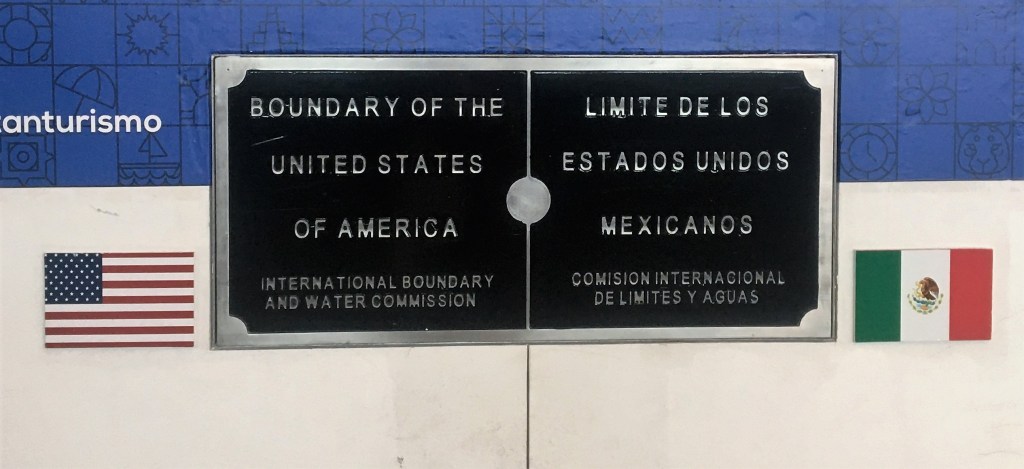 anturismo
BOUNDARY OF THE
UNITED STATES
OF AMERICA
INTERNATIONAL BOUNDARY
AND WATER COMMISSION
LIMITE DE LOS
ESTADOS UNIDOS
MEXICANOS
COMISION INTERNACIONAL
DE LIMITES Y AGUAS